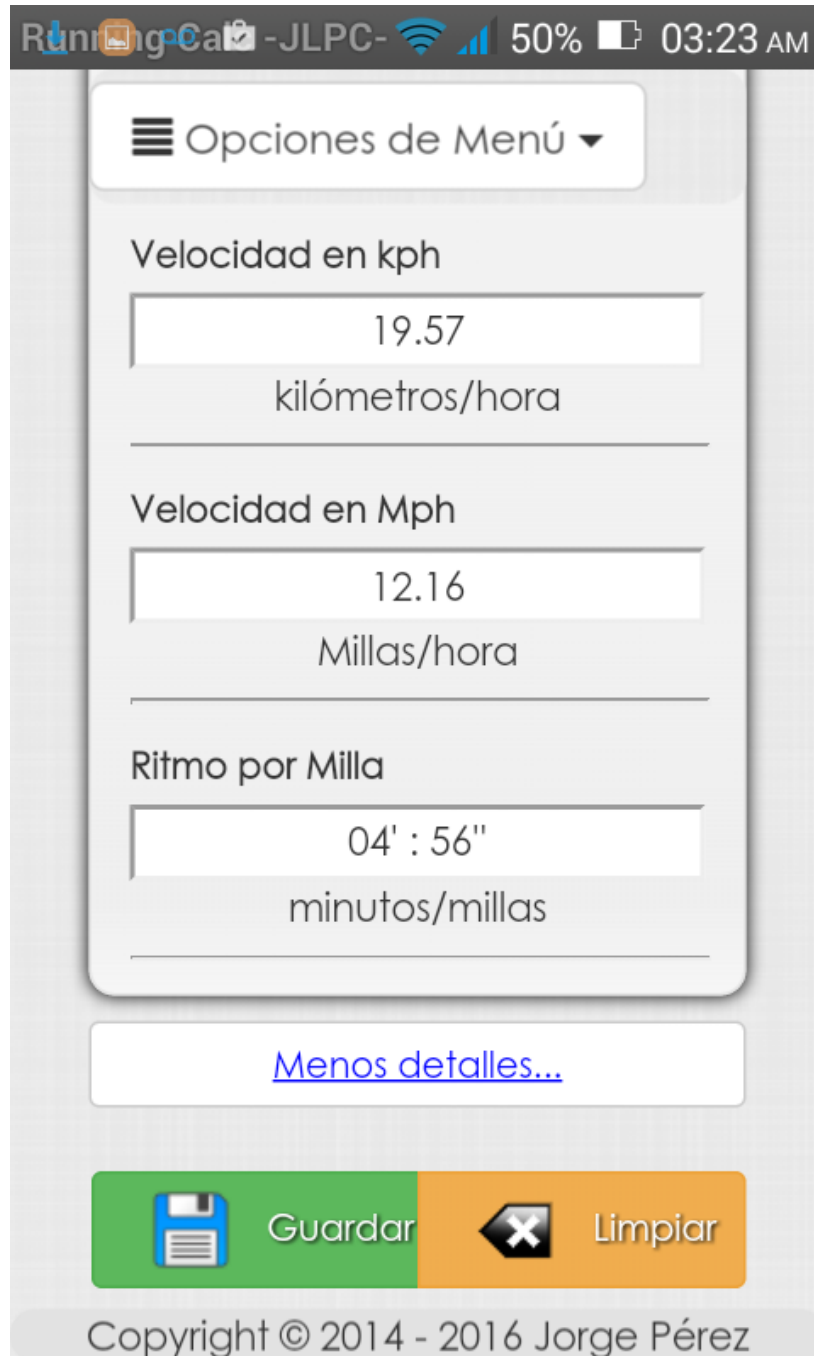 Running Calc -JLPC- 50% 03:23 AM
Opciones de Menú
Velocidad en kph
19.57
kilómetros/hora
Velocidad en Mph
12.16
Millas/hora
Ritmo por Milla
04' : 56"
minutos/millas
Menos detalles...
Guardar Limpiar
Copyright © 2014 - 2016 Jorge Pérez